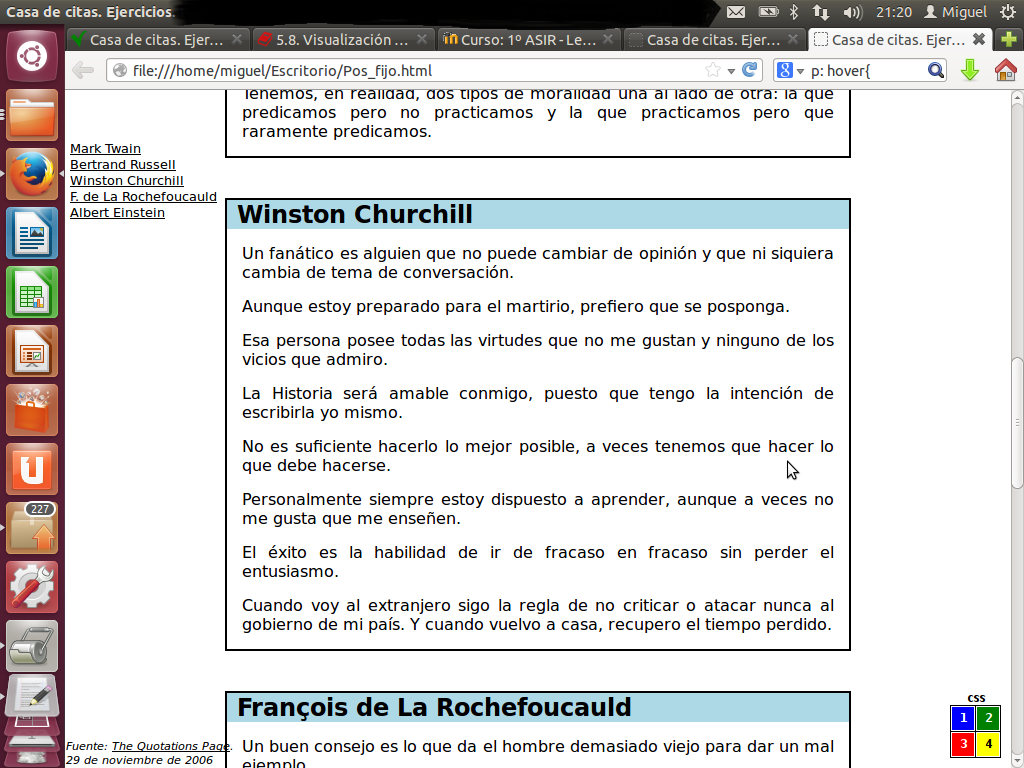 Casa de citas. Ejercicios.
21:20 Miguel
Casa de citas. Ejer...
5.8. Visualización ...
Curso: 1º ASIR - Le...
Casa de citas. Ejer...
Casa de citas. Ejer...
file:///home/miguel/Escritorio/Pos_fijo.html
8 p: hover{
Tenemos, en realidad, dos tipos de moralidad una al lado de otra: la que
predicamos pero no practicamos y la que practicamos pero que
raramente predicamos.
Mark Twain
Bertrand Russell
Winston Churchill
F. de La Rochefoucauld
Albert Einstein
Winston Churchill
Un fanático es alguien que no puede cambiar de opinión y que ni siquiera
cambia de tema de conversación.
Aunque estoy preparado para el martirio, prefiero que se posponga.
Esa persona posee todas las virtudes que no me gustan y ninguno de los
vicios que admiro.
La Historia será amable conmigo, puesto que tengo la intención de
escribirla yo mismo.
No es suficiente hacerlo lo mejor posible, a veces tenemos que hacer lo
que debe hacerse.
Personalmente siempre estoy dispuesto a aprender, aunque a veces no
me gusta que me enseñen.
El éxito es la habilidad de ir de fracaso en fracaso sin perder el
entusiasmo.
Cuando voy al extranjero sigo la regla de no criticar o atacar nunca al
gobierno de mi país. Y cuando vuelvo a casa, recupero el tiempo perdido.
François de La Rochefoucauld
Un buen consejo es lo que da el hombre demasiado viejo para dar un mal
ejemplo
227
Fuente: The Quotations Page.
29 de noviembre de 2006
css
1 2
3 4